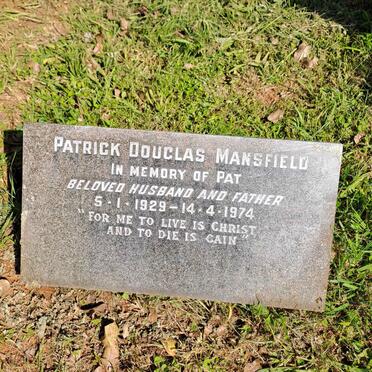 PATRICK DOUGLAS MANSFIELD
IN MEMORY OF PAT
BELOVED HUSBAND AND FATHER
5·1·1929–14·4·1974
"FOR ME TO LIVE IS CHRIST
AND TO DIE IS GAIN"